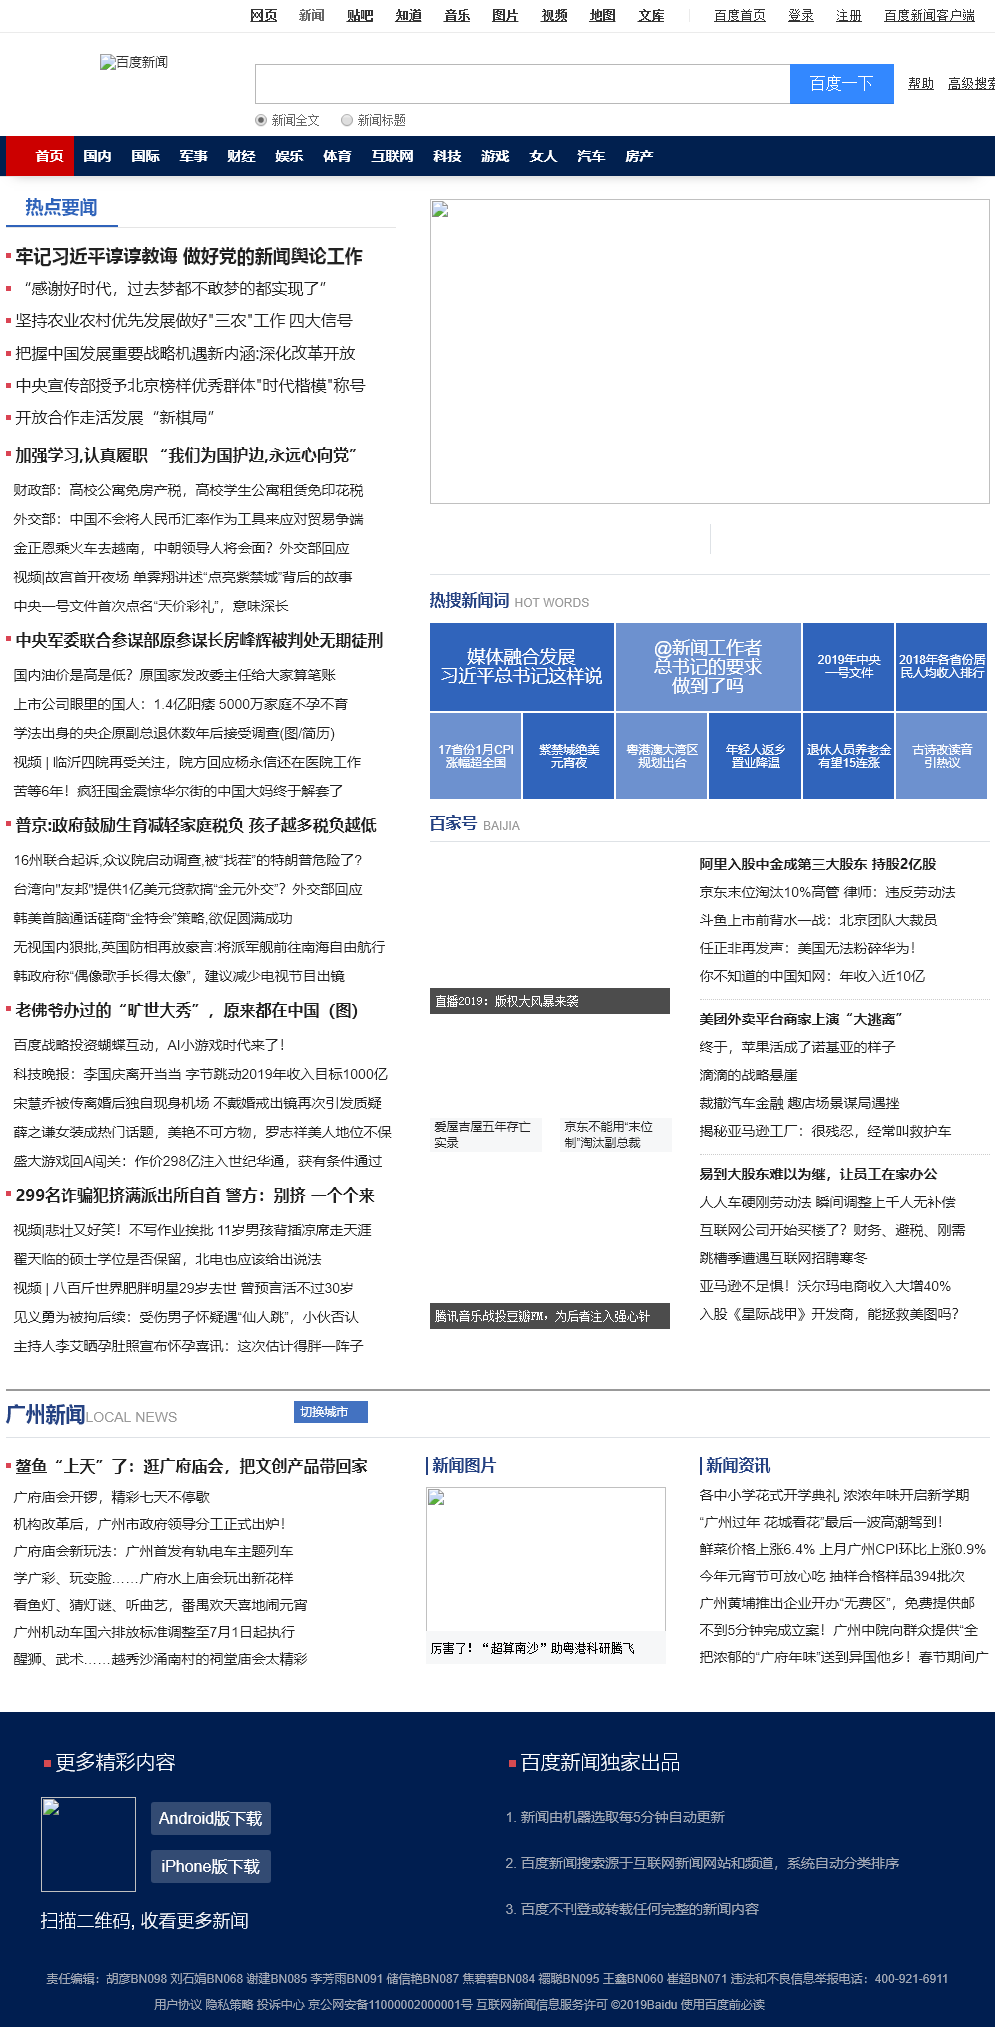 网页 新闻 贴吧 知道 音乐 图片 视频 地图 文库 百度首页 登录 注册 百度新闻客户端
百度新闻
百度一下 帮助 高级搜索
新闻全文 新闻标题
首页 国内 国际 军事 财经 娱乐 体育 互联网 科技 游戏 女人 汽车 房产
热点要闻
牢记习近平谆谆教诲 做好党的新闻舆论工作
“感谢好时代，过去梦都不敢梦的都实现了”
坚持农业农村优先发展做好"三农"工作 四大信号
把握中国发展重要战略机遇新内涵:深化改革开放
中央宣传部授予北京榜样优秀群体"时代楷模"称号
开放合作走活发展“新棋局”
加强学习,认真履职 “我们为国护边,永远心向党”
财政部：高校公寓免房产税，高校学生公寓租赁免印花税
外交部：中国不会将人民币汇率作为工具来应对贸易争端
金正恩乘火车去越南，中朝领导人将会面？外交部回应
视频|故宫首开夜场 单霁翔讲述“点亮紫禁城”背后的故事
中央一号文件首次点名“天价彩礼”，意味深长
中央军委联合参谋部原参谋长房峰辉被判处无期徒刑
国内油价是高是低？原国家发改委主任给大家算笔账
上市公司眼里的国人：1.4亿阳痿 5000万家庭不孕不育
学法出身的央企原副总退休数年后接受调查(图/简历)
视频 | 临沂四院再受关注，院方回应杨永信还在医院工作
苦等6年！疯狂囤金震惊华尔街的中国大妈终于解套了
普京:政府鼓励生育减轻家庭税负 孩子越多税负越低
16州联合起诉,众议院启动调查,被“找茬”的特朗普危险了？
台湾向"友邦"提供1亿美元贷款搞“金元外交”？外交部回应
韩美首脑通话磋商“金特会”策略,欲促圆满成功
无视国内狠批,英国防相再放豪言:将派军舰前往南海自由航行
韩政府称“偶像歌手长得太像”，建议减少电视节目出镜
老佛爷办过的“旷世大秀”，原来都在中国（图）
百度战略投资蝴蝶互动，AI小游戏时代来了！
科技晚报：李国庆离开当当 字节跳动2019年收入目标1000亿
宋慧乔被传离婚后独自现身机场 不戴婚戒出镜再次引发质疑
薛之谦女装成热门话题，美艳不可方物，罗志祥美人地位不保
盛大游戏回A闯关：作价298亿注入世纪华通，获有条件通过
299名诈骗犯挤满派出所自首 警方：别挤 一个个来
视频|悲壮又好笑！不写作业挨批 11岁男孩背插凉席走天涯
翟天临的硕士学位是否保留，北电也应该给出说法
视频 | 八百斤世界肥胖明星29岁去世 曾预言活不过30岁
见义勇为被拘后续：受伤男子怀疑遇“仙人跳”，小伙否认
主持人李艾晒孕肚照宣布怀孕喜讯：这次估计得胖一阵子
热搜新闻词 HOT WORDS
媒体融合发展
习近平总书记这样说
@新闻工作者
总书记的要求
做到了吗
2019年中央
一号文件
2018年各省份居
民人均收入排行
17省份1月CPI
涨幅超全国
紫禁城绝美
元宵夜
粤港澳大湾区
规划出台
年轻人返乡
置业降温
退休人员养老金
有望15连涨
古诗改读音
引热议
百家号 BAIJIA
直播2019：版权大风暴来袭
爱屋吉屋五年存亡
实录
京东不能用“末位
制”淘汰副总裁
腾讯音乐战投豆瓣FM，为后者注入强心针
阿里入股中金成第三大股东 持股2亿股
京东末位淘汰10%高管 律师：违反劳动法
斗鱼上市前背水一战：北京团队大裁员
任正非再发声：美国无法粉碎华为！
你不知道的中国知网：年收入近10亿
美团外卖平台商家上演“大逃离”
终于，苹果活成了诺基亚的样子
滴滴的战略悬崖
裁撤汽车金融 趣店场景谋局遇挫
揭秘亚马逊工厂：很残忍，经常叫救护车
易到大股东难以为继，让员工在家办公
人人车硬刚劳动法 瞬间调整上千人无补偿
互联网公司开始买楼了？财务、避税、刚需
跳槽季遭遇互联网招聘寒冬
亚马逊不足惧！沃尔玛电商收入大增40%
入股《星际战甲》开发商，能拯救美图吗？
广州新闻LOCAL NEWS 切换城市
鳌鱼“上天”了：逛广府庙会，把文创产品带回家
广府庙会开锣，精彩七天不停歇
机构改革后，广州市政府领导分工正式出炉！
广府庙会新玩法：广州首发有轨电车主题列车
学广彩、玩变脸……广府水上庙会玩出新花样
看鱼灯、猜灯谜、听曲艺，番禺欢天喜地闹元宵
广州机动车国六排放标准调整至7月1日起执行
醒狮、武术……越秀沙涌南村的祠堂庙会太精彩
新闻图片
厉害了！“超算南沙”助粤港科研腾飞
新闻资讯
各中小学花式开学典礼 浓浓年味开启新学期
“广州过年 花城看花”最后一波高潮驾到！
鲜菜价格上涨6.4% 上月广州CPI环比上涨0.9%
今年元宵节可放心吃 抽样合格样品394批次
广州黄埔推出企业开办“无费区”，免费提供邮
不到5分钟完成立案！广州中院向群众提供“全
把浓郁的“广府年味”送到异国他乡！春节期间广
更多精彩内容
Android版下载
iPhone版下载
扫描二维码, 收看更多新闻
百度新闻独家出品
1. 新闻由机器选取每5分钟自动更新
2. 百度新闻搜索源于互联网新闻网站和频道，系统自动分类排序
3. 百度不刊登或转载任何完整的新闻内容
责任编辑：胡彦BN098 刘石娟BN068 谢建BN085 李芳雨BN091 储信艳BN087 焦碧碧BN084 禤聪BN095 王鑫BN060 崔超BN071 违法和不良信息举报电话：400-921-6911
用户协议 隐私策略 投诉中心 京公网安备11000002000001号 互联网新闻信息服务许可 ©2019Baidu 使用百度前必读